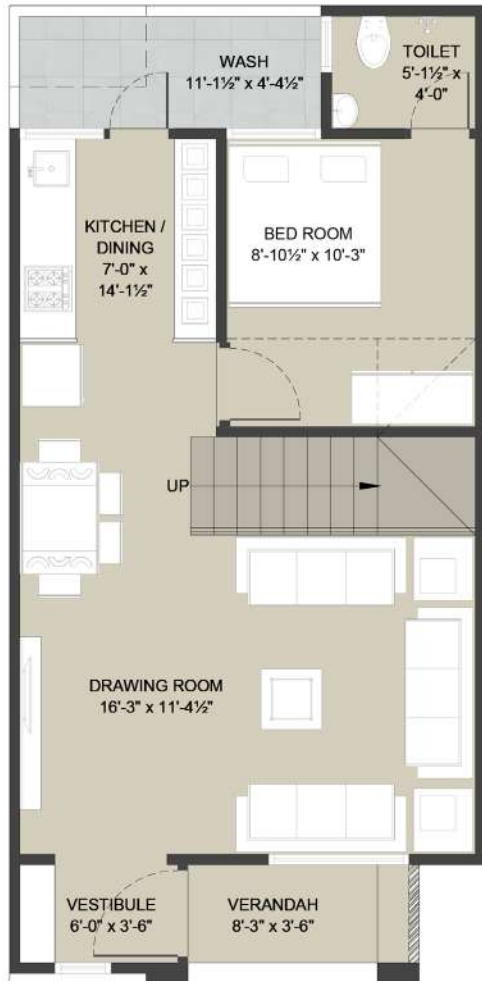 WASH
11'-1½" x 4'-4½"
TOILET
5'-1½" x
4'-0"
KITCHEN /
DINING
7'-0" x
14'-1½"
BED ROOM
8'-10½" x 10'-3"
UP
DRAWING ROOM
16'-3" x 11'-4½"
VESTIBULE
6'-0" x 3'-6"
VERANDAH
8'-3" x 3'-6"